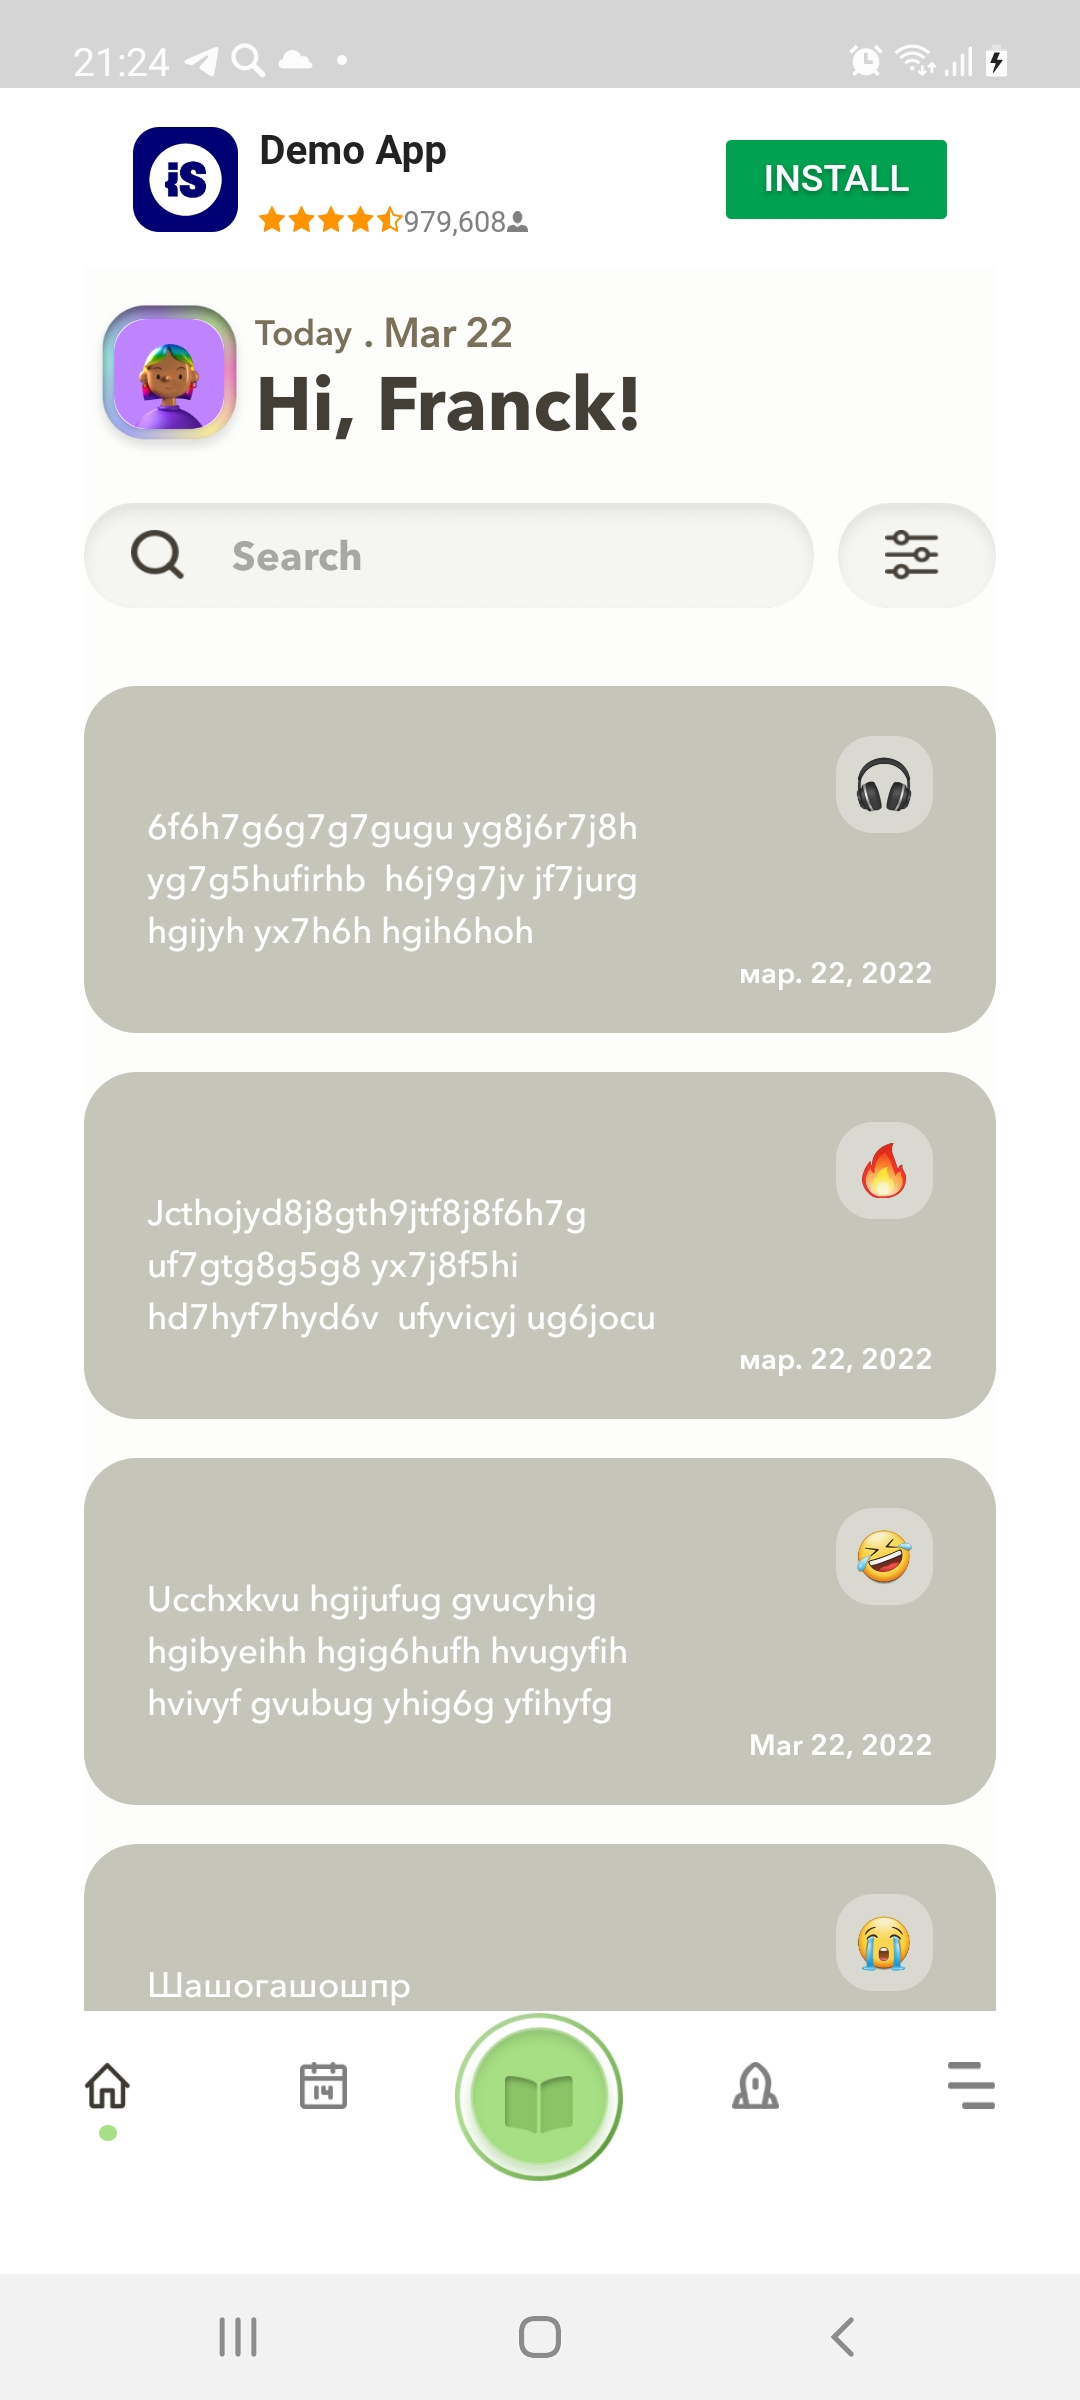 21:24
iS
Demo App
979,608
INSTALL
Today . Mar 22
Hi, Franck!
Search
6f6h7g6g7g7gugu yg8j6r7j8h
yg7g5hufirhb  h6j9g7jv jf7jurg
hgijyh yx7h6h hgih6hoh
мар. 22, 2022
Jcthojyd8j8gth9jtf8j8f6h7g
uf7gtg8g5g8 yx7j8f5hi
hd7hyf7hyd6v  ufyvicyj ug6jocu
мар. 22, 2022
Ucchxkvu hgijufug gvucyhig
hgibyeihh hgig6hufh hvugyfih
hvivyf gvubug yhig6g yfihyfg
Mar 22, 2022
Шашогашошпр
14